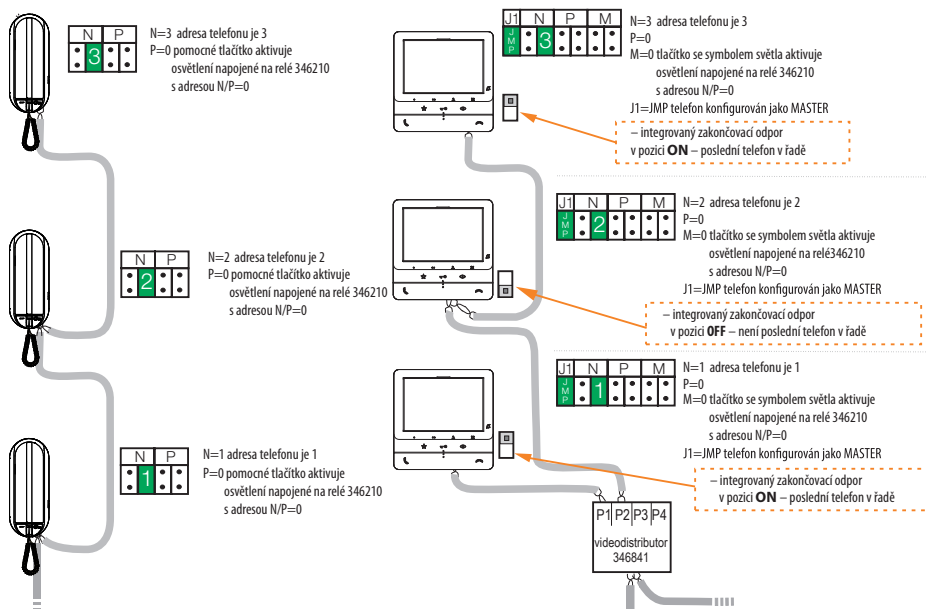 N P
3
N=3 adresa telefonu je 3
P=0 pomocné tlačítko aktivuje
osvětlení napojené na relé 346210
s adresou N/P=0
J1 N P M
JMP 3
N=3 adresa telefonu je 3
P=0
M=0 tlačítko se symbolem světla aktivuje
osvětlení napojené na relé 346210
s adresou N/P=0
J1=JMP telefon konfigurován jako MASTER
– integrovaný zakončovací odpor
v pozici ON – poslední telefon v řadě
N P
2
N=2 adresa telefonu je 2
P=0 pomocné tlačítko aktivuje
osvětlení napojené na relé 346210
s adresou N/P=0
J1 N P M
JMP 2
N=2 adresa telefonu je 2
P=0
M=0 tlačítko se symbolem světla aktivuje
osvětlení napojené na relé346210
s adresou N/P=0
J1=JMP telefon konfigurován jako MASTER
– integrovaný zakončovací odpor
v pozici OFF – není poslední telefon v řadě
N P
1
N=1 adresa telefonu je 1
P=0 pomocné tlačítko aktivuje
osvětlení napojené na relé 346210
s adresou N/P=0
J1 N P M
JMP 1
N=1 adresa telefonu je 1
P=0
M=0 tlačítko se symbolem světla aktivuje
osvětlení napojené na relé 346210
s adresou N/P=0
J1=JMP telefon konfigurován jako MASTER
– integrovaný zakončovací odpor
v pozici ON – poslední telefon v řadě
P1 P2 P3 P4
videodistributor
346841